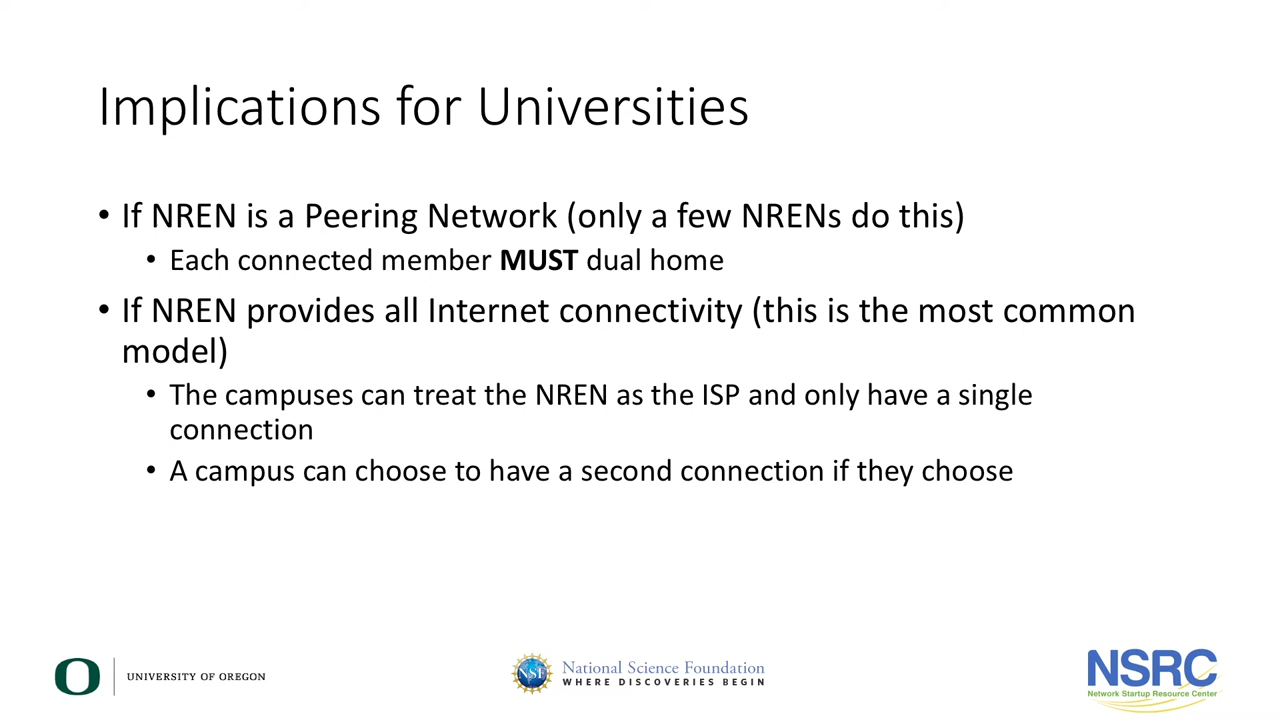 Implications for Universities
• If NREN is a Peering Network (only a few NRENs do this)
• Each connected member MUST dual home
• If NREN provides all Internet connectivity (this is the most common
model)
• The campuses can treat the NREN as the ISP and only have a single
connection
• A campus can choose to have a second connection if they choose
O UNIVERSITY OF OREGON
NSF
National Science Foundation
WHERE DISCOVERIES BEGIN
NSRC
Network Startup Resource Center